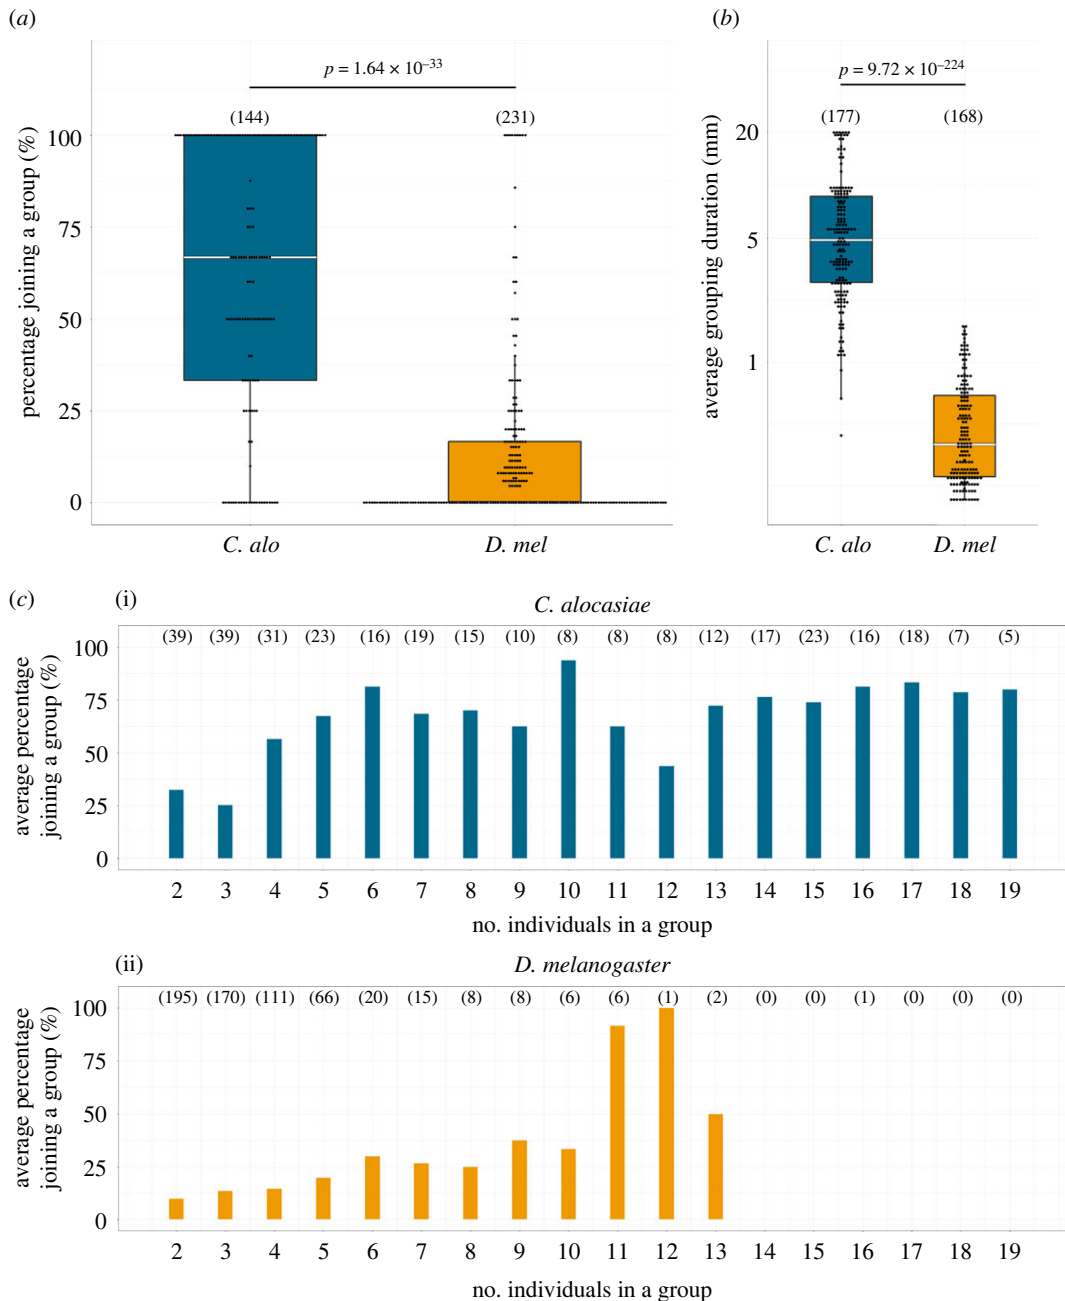 (a)
p = 1.64 × 10–33
(144) (231)
100
75
50
25
0
percentage joining a group (%)
C. alo D. mel
(b)
p = 9.72 × 10–224
(177) (168)
20
5
1
average grouping duration (mm)
C. alo D. mel
(c) (i)
C. alocasiae
(39) (39) (31) (23) (16) (19) (15) (10) (8) (8) (8) (12) (17) (23) (16) (18) (7) (5)
100
75
50
25
0
average percentage
joining a group (%)
2 3 4 5 6 7 8 9 10 11 12 13 14 15 16 17 18 19
no. individuals in a group
(ii)
D. melanogaster
(195) (170) (111) (66) (20) (15) (8) (8) (6) (6) (1) (2) (0) (0) (1) (0) (0) (0)
100
75
50
25
0
average percentage
joining a group (%)
2 3 4 5 6 7 8 9 10 11 12 13 14 15 16 17 18 19
no. individuals in a group